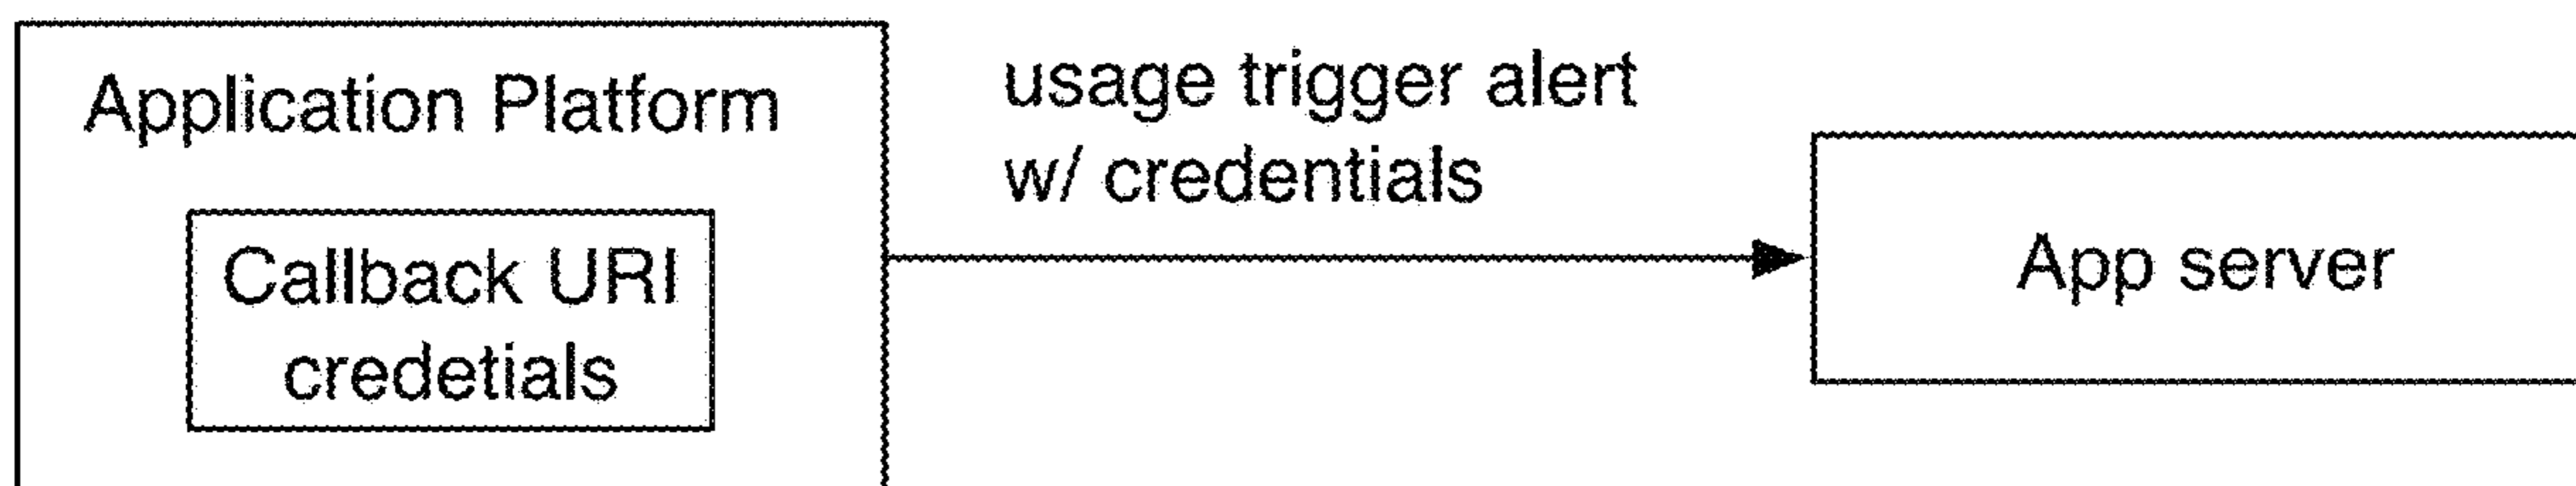 Application Platform
Callback URI
credetials
usage trigger alert
w/ credentials
App server